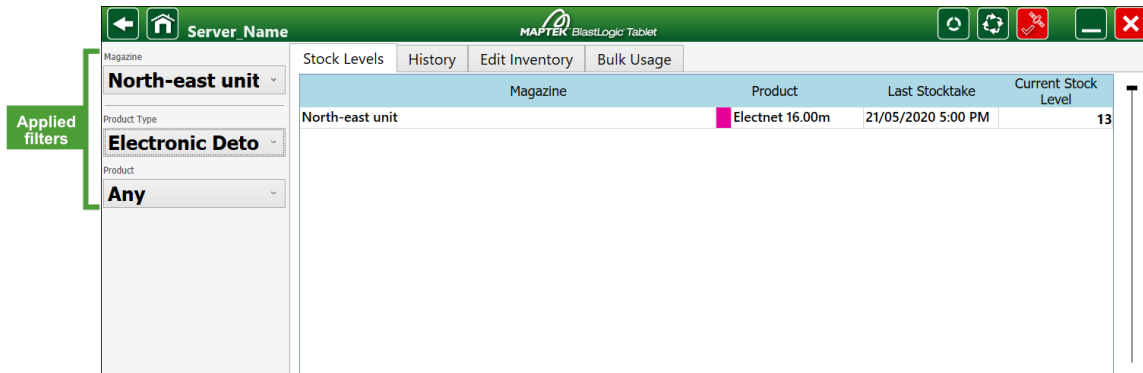 Server_Name
MAPTEK BlastLogic Tablet
Applied
filters
Magazine
North-east unit
Product Type
Electronic Deto
Product
Any
Stock Levels History Edit Inventory Bulk Usage
Magazine Product Last Stocktake Current Stock
Level
North-east unit Electnet 16.00m 21/05/2020 5:00 PM 13